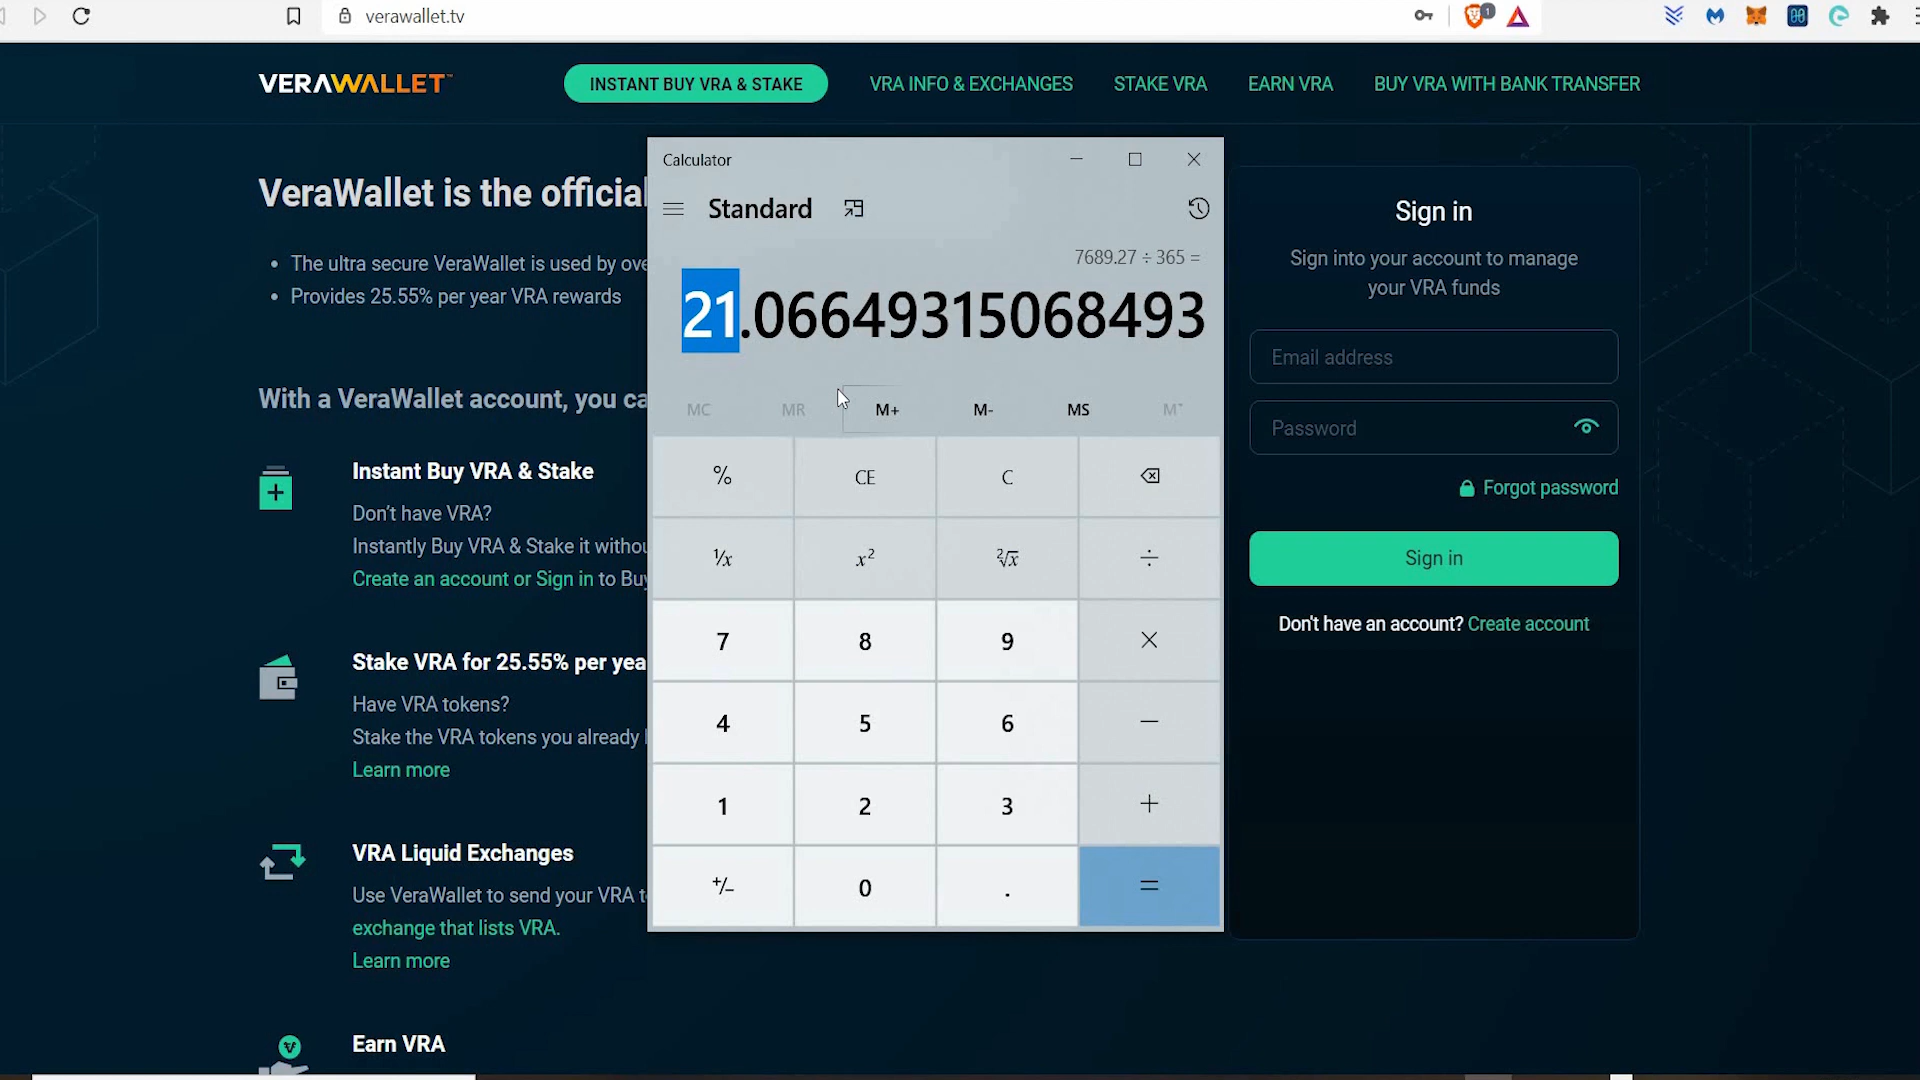 verawallet.tv
1
VERAWALLET™
INSTANT BUY VRA & STAKE
VRA INFO & EXCHANGES
STAKE VRA
EARN VRA
BUY VRA WITH BANK TRANSFER
VeraWallet is the official
The ultra secure VeraWallet is used by ove
Provides 25.55% per year VRA rewards
With a VeraWallet account, you ca
Instant Buy VRA & Stake
Don't have VRA?
Instantly Buy VRA & Stake it withou
Create an account or Sign in to Buy
Stake VRA for 25.55% per yea
Have VRA tokens?
Stake the VRA tokens you already
Learn more
VRA Liquid Exchanges
Use VeraWallet to send your VRA t
exchange that lists VRA.
Learn more
Earn VRA
Calculator
Standard
7689.27 ÷ 365 =
21.06649315068493
MC MR M+ M- MS M˅
% CE C
¹/x x² ²√x ÷
7 8 9 ×
4 5 6 −
1 2 3 +
+/− 0 . =
Sign in
Sign into your account to manage
your VRA funds
Email address
Password
Forgot password
Sign in
Don't have an account? Create account